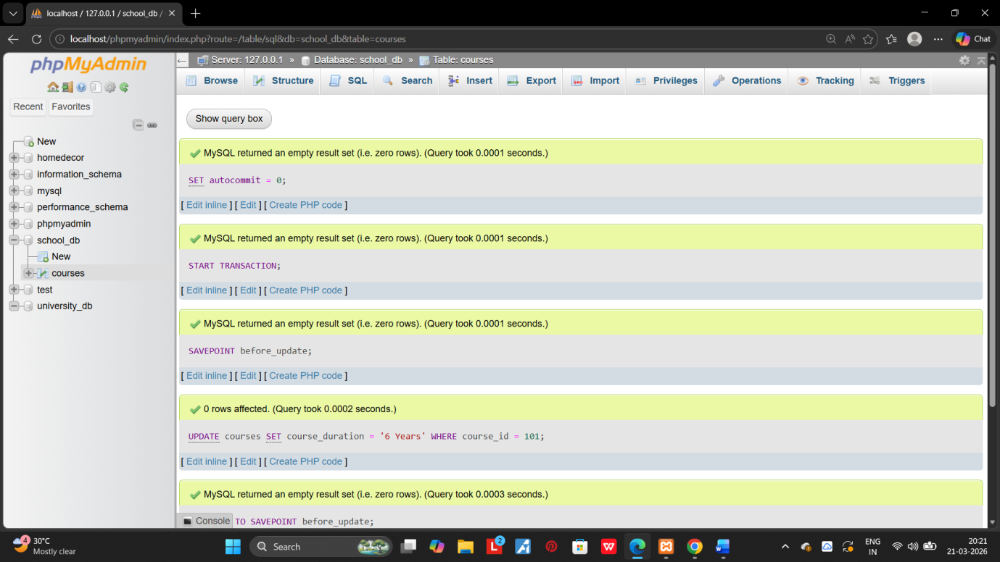 localhost / 127.0.0.1 / school_db /
localhost/phpmyadmin/index.php?route=/table/sql&db=school_db&table=courses
Chat
phpMyAdmin
Recent
Favorites
New
homedecor
information_schema
mysql
performance_schema
phpmyadmin
school_db
New
courses
test
university_db
Server: 127.0.0.1 » Database: school_db » Table: courses
Browse Structure SQL Search Insert Export Import Privileges Operations Tracking Triggers
Show query box
MySQL returned an empty result set (i.e. zero rows). (Query took 0.0001 seconds.)
SET autocommit = 0;
[ Edit inline ] [ Edit ] [ Create PHP code ]
MySQL returned an empty result set (i.e. zero rows). (Query took 0.0001 seconds.)
START TRANSACTION;
[ Edit inline ] [ Edit ] [ Create PHP code ]
MySQL returned an empty result set (i.e. zero rows). (Query took 0.0001 seconds.)
SAVEPOINT before_update;
[ Edit inline ] [ Edit ] [ Create PHP code ]
0 rows affected. (Query took 0.0002 seconds.)
UPDATE courses SET course_duration = '6 Years' WHERE course_id = 101;
[ Edit inline ] [ Edit ] [ Create PHP code ]
MySQL returned an empty result set (i.e. zero rows). (Query took 0.0003 seconds.)
Console TO SAVEPOINT before_update;
4
30°C
Mostly clear
Search
2
ENG
IN
20:21
21-03-2026